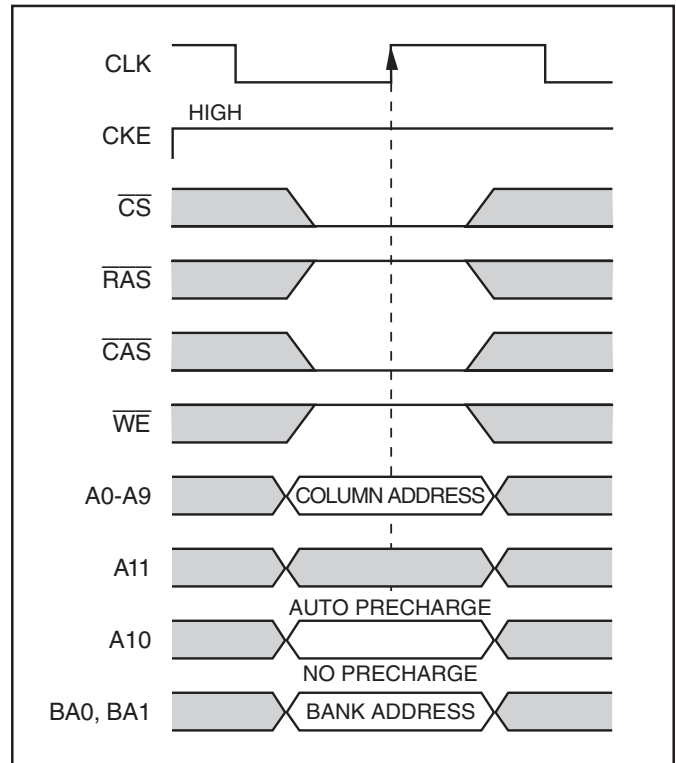 CLK
HIGH
CKE
CS
RAS
CAS
WE
A0-A9 COLUMN ADDRESS
A11
AUTO PRECHARGE
A10
NO PRECHARGE
BA0, BA1 BANK ADDRESS